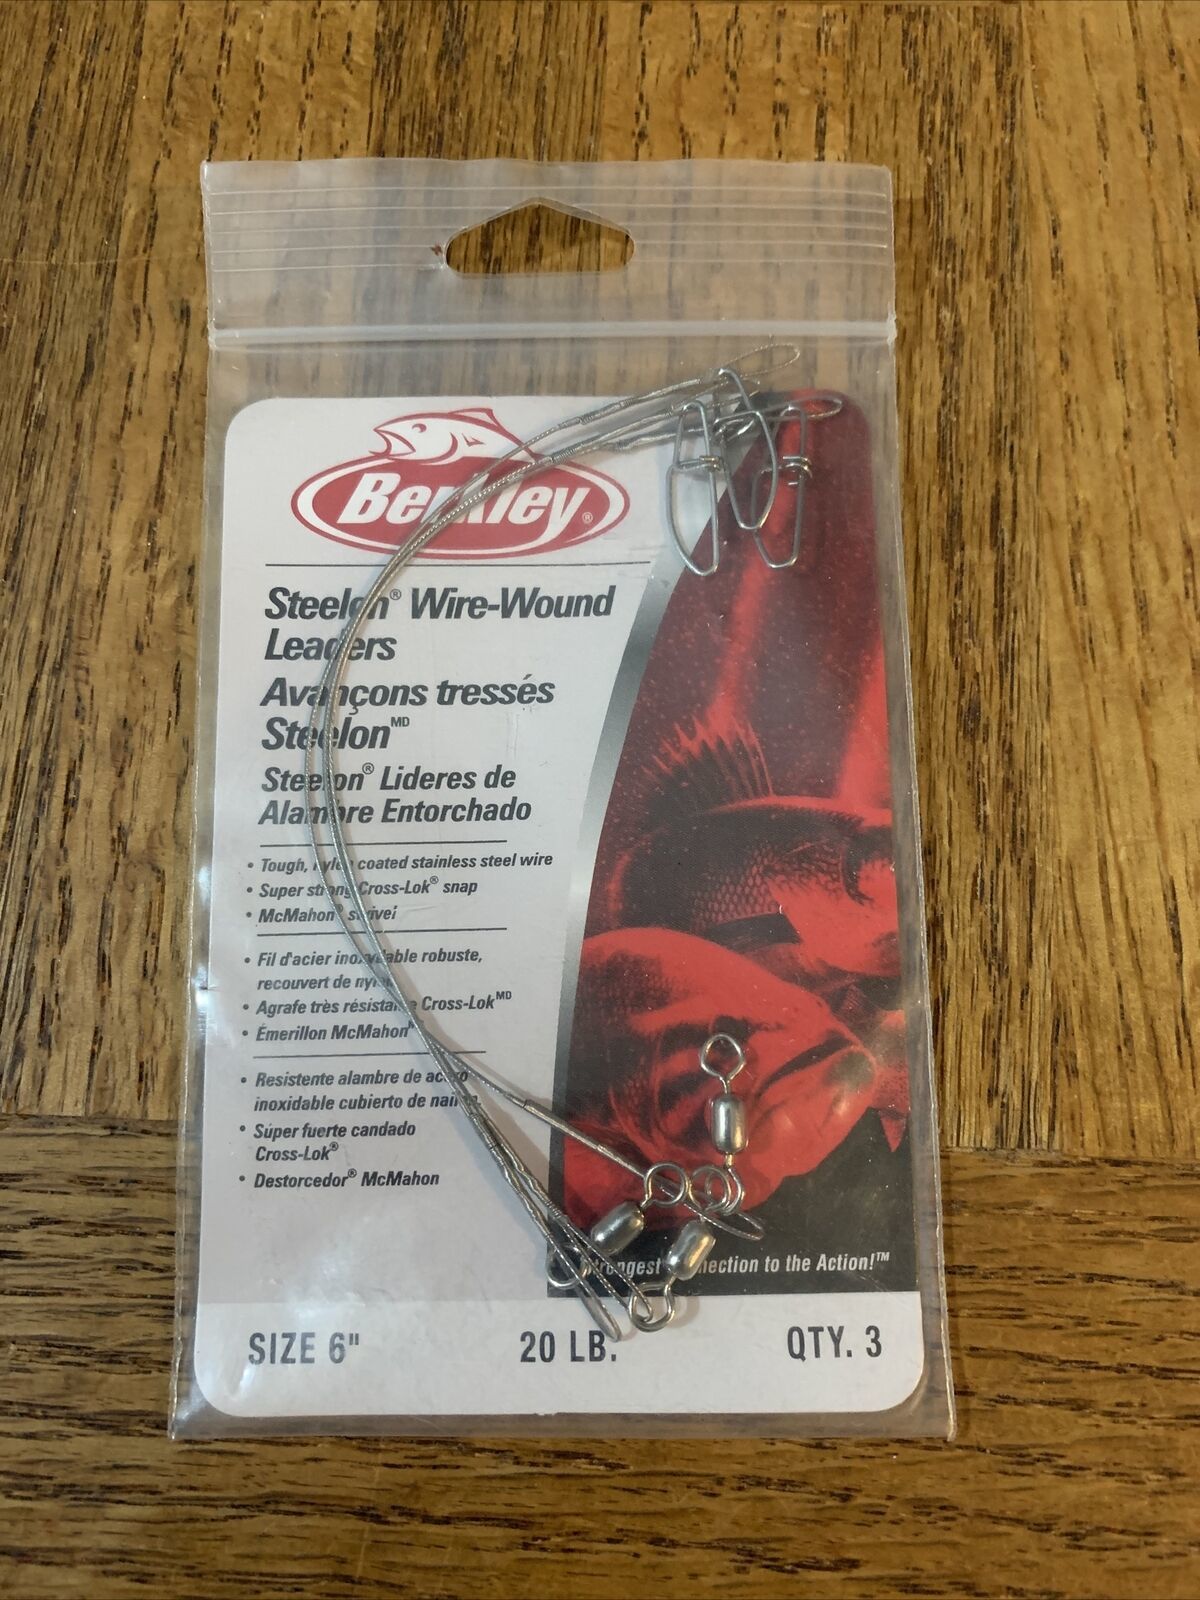 Berkley®
Steelon® Wire-Wound
Leaders
Avançons tressés
Steelon MD
Steelon® Lideres de
Alambre Entorchado
• Tough, nylon coated stainless steel wire
• Super strong Cross-Lok® snap
• McMahon® swivel
• Fil d'acier inoxydable robuste,
recouvert de nylon
• Agrafe très résistante Cross-Lok MD
• Émerillon McMahon
• Resistente alambre de acero
inoxidable cubierto de
• Súper fuerte candado
Cross-Lok®
• Destorcedor® McMahon
Strongest Connection to the Action!™
SIZE 6" 20 LB. QTY. 3